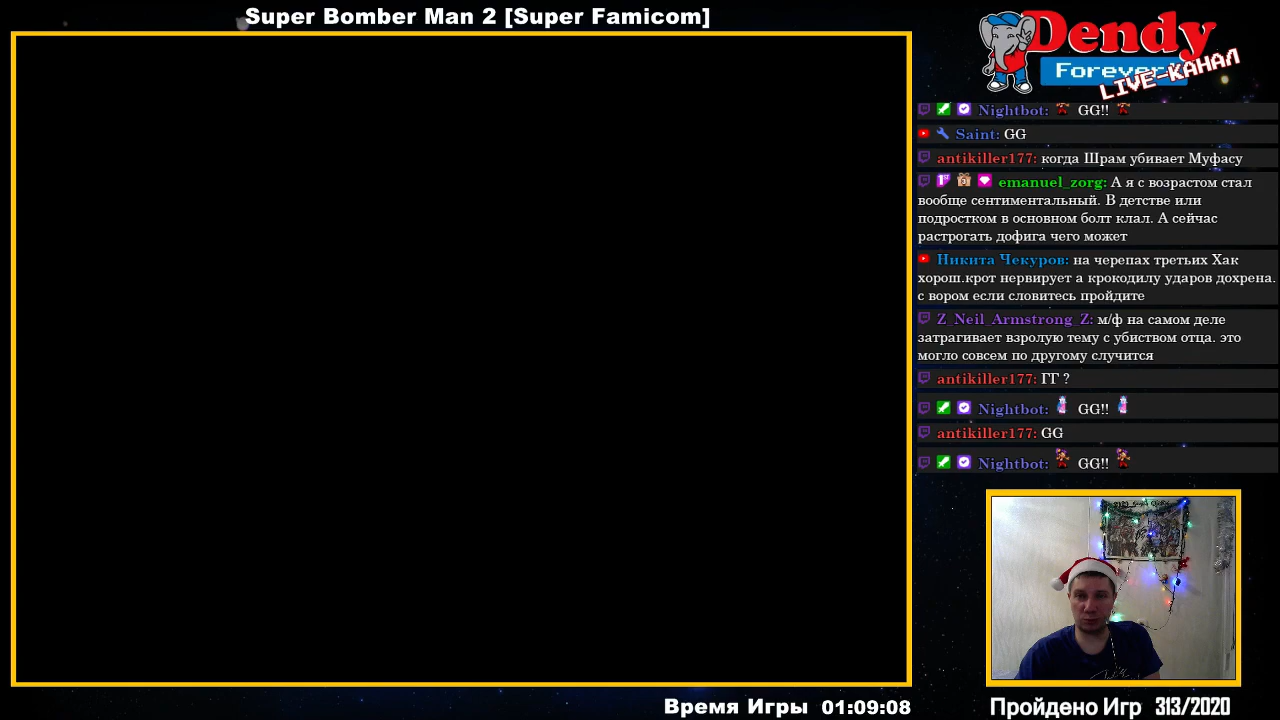 Super Bomber Man 2 [Super Famicom]
Dendy
Forever!
LIVE-КАНАЛ
Nightbot: GG!!
Saint: GG
antikiller177: когда Шрам убивает Муфасу
emanuel_zorg: А я с возрастом стал
вообще сентиментальный. В детстве или
подростком в основном болт клал. А сейчас
растрогать дофига чего может
Никита Чекуров: на черепах третьих Хак
хорош.крот нервирует а крокодилу ударов дохрена.
с вором если словитесь пройдите
Z_Neil_Armstrong_Z: м/ф на самом деле
затрагивает взролую тему с убиством отца. это
могло совсем по другому случится
antikiller177: ГГ ?
Nightbot: GG!!
antikiller177: GG
Nightbot: GG!!
Время Игры 01:09:08
Пройдено Игр 313/2020